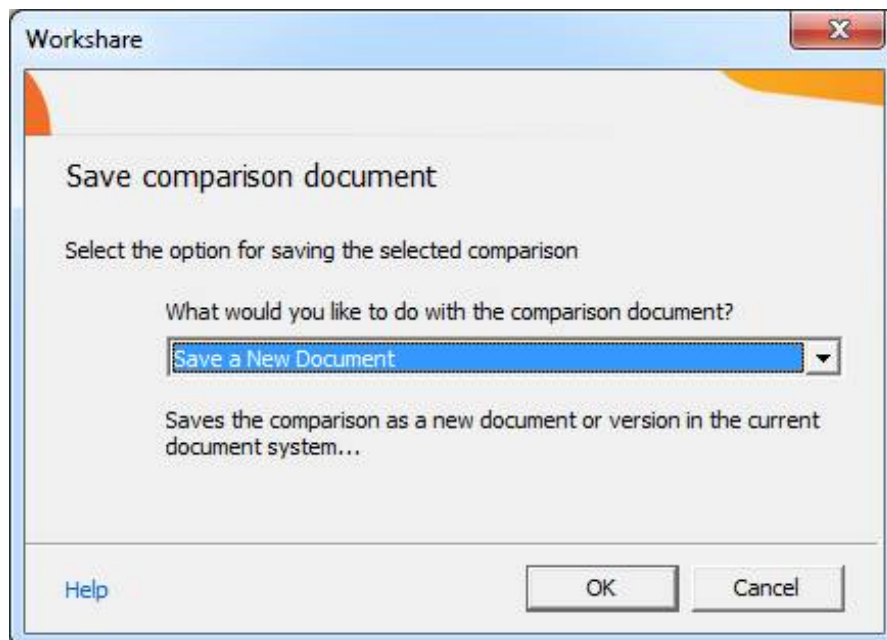 Workshare
Save comparison document
Select the option for saving the selected comparison
What would you like to do with the comparison document?
Save a New Document
Saves the comparison as a new document or version in the current
document system...
Help
OK
Cancel